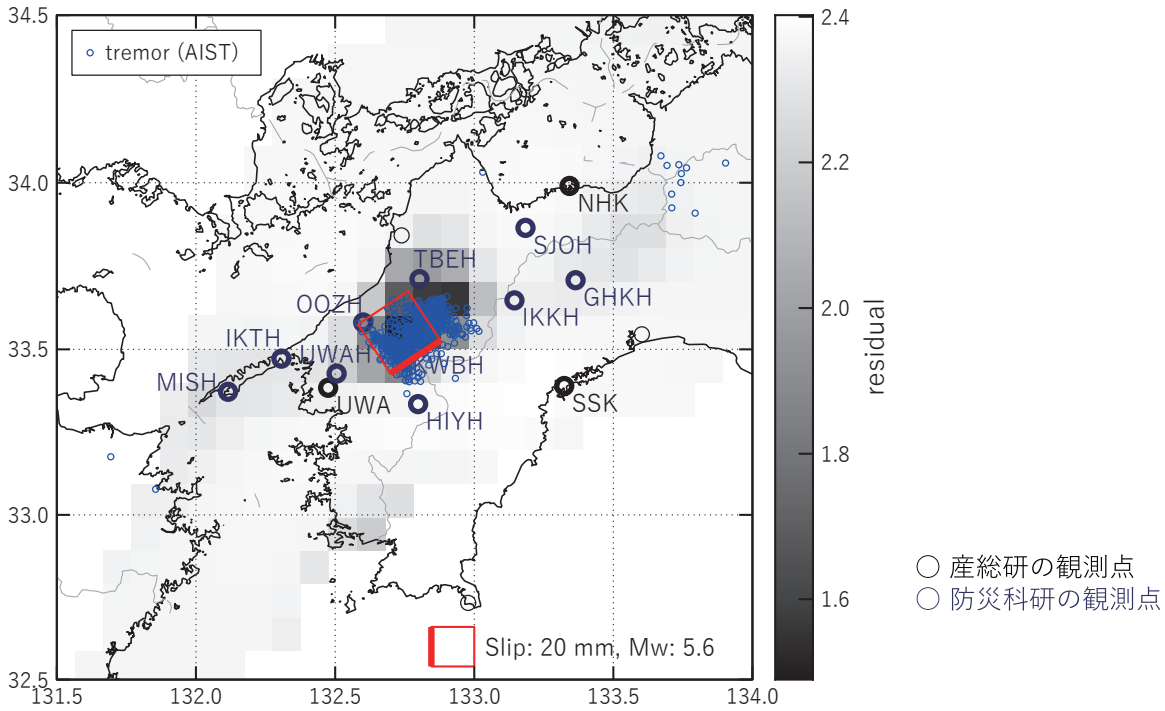 34.5
tremor (AIST)
34.0
33.5
33.0
32.5
131.5
132.0
132.5
133.0
133.5
134.0
NHK
SJOH
TBEH
GHKH
IKKH
OOZH
IKTH
UWAH
WBH
MISH
UWA
SSK
HIYH
Slip: 20 mm, Mw: 5.6
2.4
2.2
2.0
1.8
1.6
residual
○ 産総研の観測点
○ 防災科研の観測点